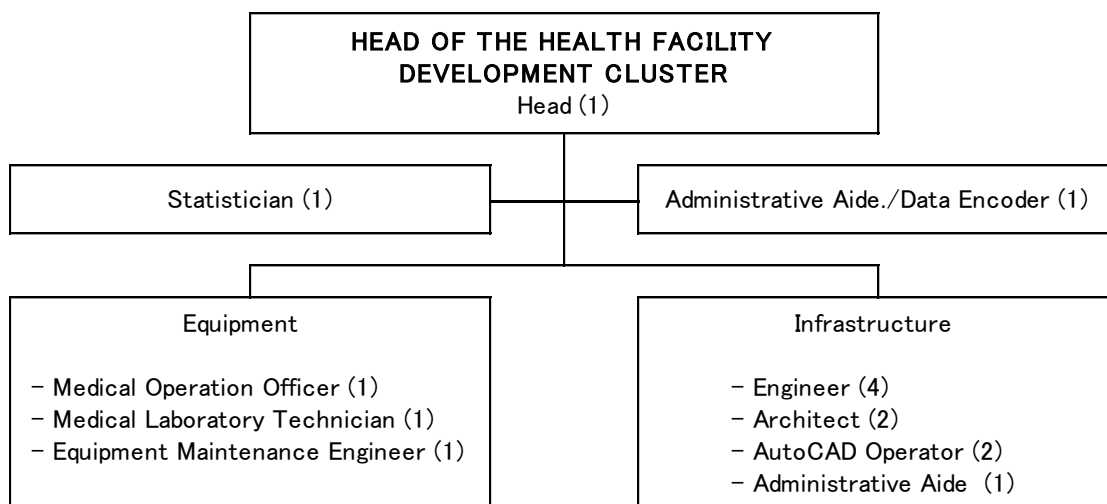 HEAD OF THE HEALTH FACILITY
DEVELOPMENT CLUSTER
Head (1)
Statistician (1)
Administrative Aide./Data Encoder (1)
Equipment
- Medical Operation Officer (1)
- Medical Laboratory Technician (1)
- Equipment Maintenance Engineer (1)
Infrastructure
- Engineer (4)
- Architect (2)
- AutoCAD Operator (2)
- Administrative Aide (1)